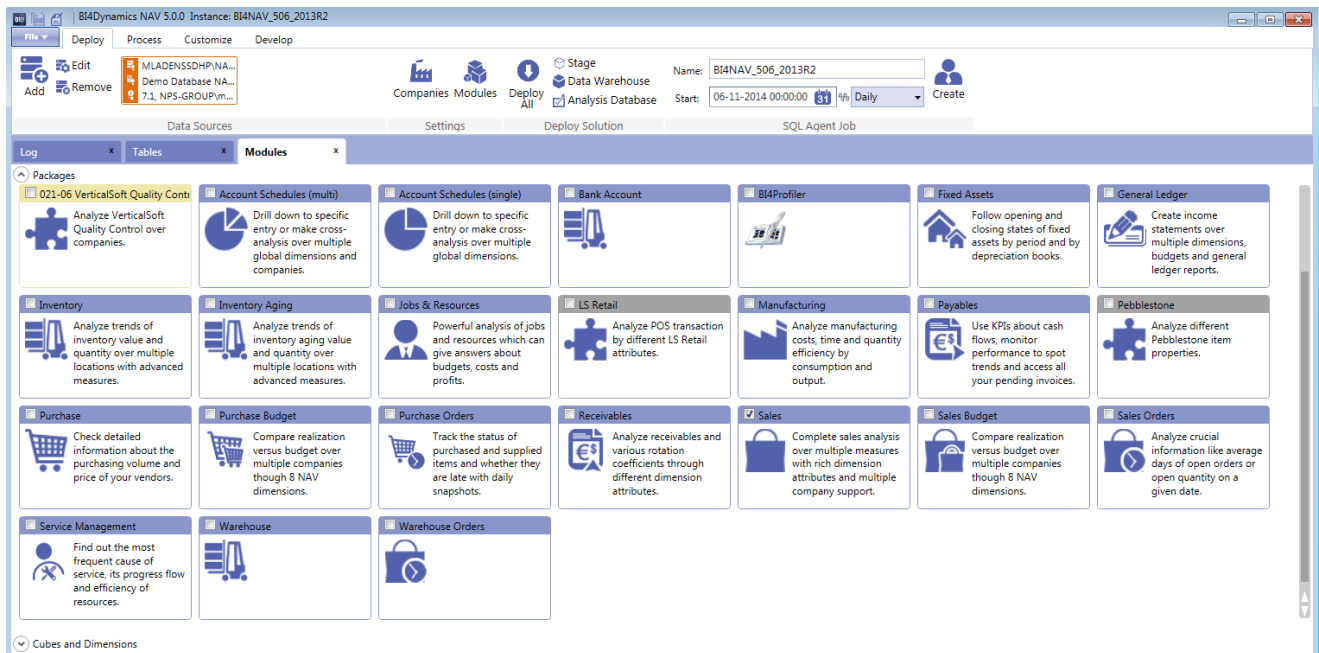 BI4Dynamics NAV 5.0.0 Instance: BI4NAV_506_2013R2
File Deploy Process Customize Develop
Add
Edit
Remove
MLADENSSDHP\NA...
Demo Database NA...
7.1, NPS-GROUP\m...
Data Sources
Companies Modules
Settings
Deploy All
Stage
Data Warehouse
Analysis Database
Deploy Solution
Name: BI4NAV_506_2013R2
Start: 06-11-2014 00:00:00 31 Daily
Create
SQL Agent Job
Log x Tables x Modules x
Packages
021-06 VerticalSoft Quality Conti
Analyze VerticalSoft
Quality Control over
companies.
Account Schedules (multi)
Drill down to specific
entry or make cross-
analysis over multiple
global dimensions and
companies.
Account Schedules (single)
Drill down to specific
entry or make cross-
analysis over multiple
global dimensions.
Bank Account
BI4Profiler
Fixed Assets
Follow opening and
closing states of fixed
assets by period and by
depreciation books.
General Ledger
Create income
statements over
multiple dimensions,
budgets and general
ledger reports.
Inventory
Analyze trends of
inventory value and
quantity over multiple
locations with advanced
measures.
Inventory Aging
Analyze trends of
inventory aging value
and quantity over
multiple locations with
advanced measures.
Jobs & Resources
Powerful analysis of jobs
and resources which can
give answers about
budgets, costs and
profits.
LS Retail
Analyze POS transaction
by different LS Retail
attributes.
Manufacturing
Analyze manufacturing
costs, time and quantity
efficiency by
consumption and
output.
Payables
Use KPIs about cash
flows, monitor
performance to spot
trends and access all
your pending invoices.
Pebblestone
Analyze different
Pebblestone item
properties.
Purchase
Check detailed
information about the
purchasing volume and
price of your vendors.
Purchase Budget
Compare realization
versus budget over
multiple companies
though 8 NAV
dimensions.
Purchase Orders
Track the status of
purchased and supplied
items and whether they
are late with daily
snapshots.
Receivables
Analyze receivables and
various rotation
coefficients through
different dimension
attributes.
Sales
Complete sales analysis
over multiple measures
with rich dimension
attributes and multiple
company support.
Sales Budget
Compare realization
versus budget over
multiple companies
though 8 NAV
dimensions.
Sales Orders
Analyze crucial
information like average
days of open orders or
open quantity on a
given date.
Service Management
Find out the most
frequent cause of
service, its progress flow
and efficiency of
resources.
Warehouse
Warehouse Orders
Cubes and Dimensions